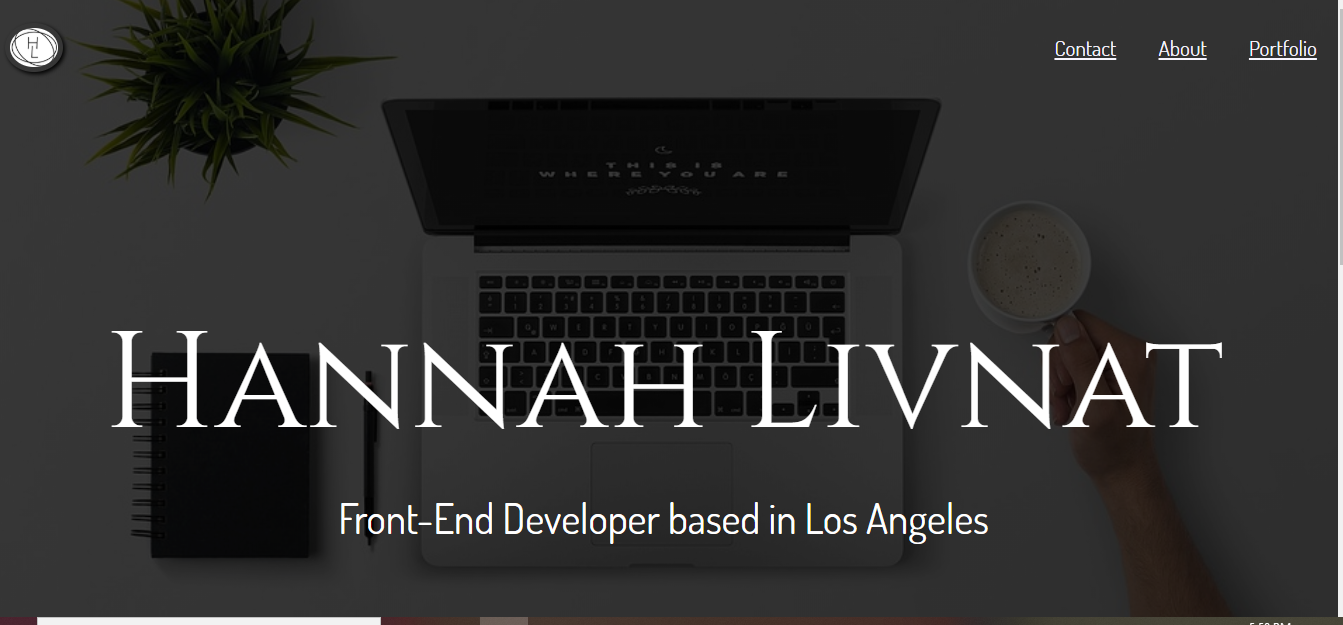 HL
Contact About Portfolio
THIS IS
WHERE YOU ARE
Hannah Livnat
Front-End Developer based in Los Angeles